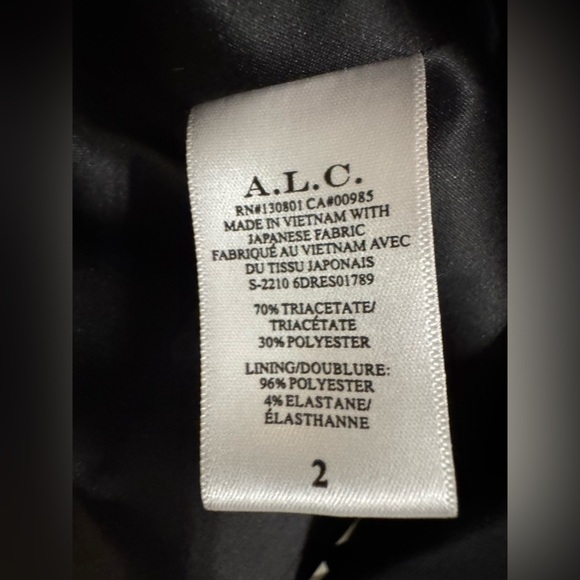 A.L.C.
RN#130801 CA#00985
MADE IN VIETNAM WITH
JAPANESE FABRIC
FABRIQUÉ AU VIETNAM AVEC
DU TISSU JAPONAIS
S-2210 6DRES01789
70% TRIACETATE/
TRIACÉTATE
30% POLYESTER
LINING/DOUBLURE:
96% POLYESTER
4% ELASTANE/
ÉLASTHANNE
2